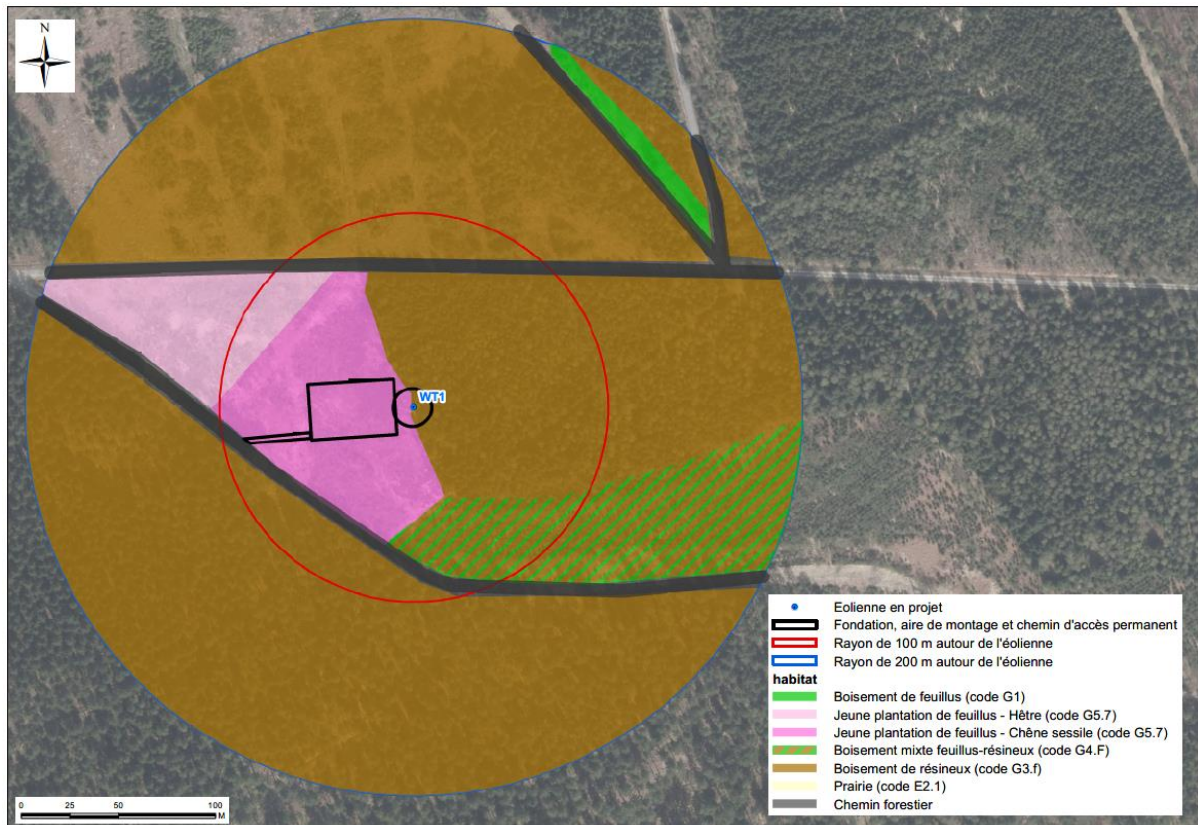 N
WT1
Eolienne en projet
Fondation, aire de montage et chemin d'accès permanent
Rayon de 100 m autour de l'éolienne
Rayon de 200 m autour de l'éolienne
habitat
Boisement de feuillus (code G1)
Jeune plantation de feuillus - Hêtre (code G5.7)
Jeune plantation de feuillus - Chêne sessile (code G5.7)
Boisement mixte feuillus-résineux (code G4.F)
Boisement de résineux (code G3.f)
Prairie (code E2.1)
Chemin forestier
0 25 50 100
M